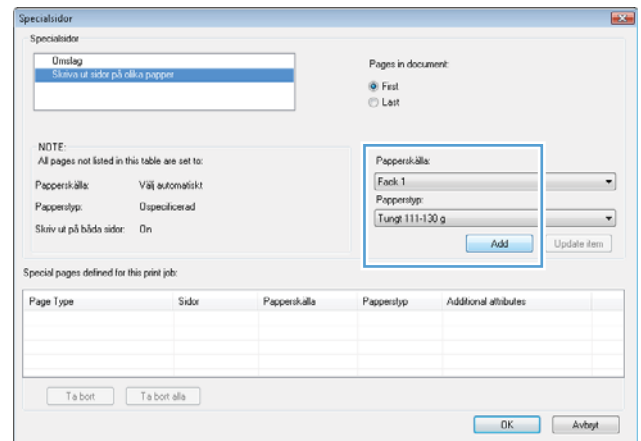 Specialsidor
Specialsidor
Omslag
Skriva ut sidor på olika papper
Pages in document:
First
Last
NOTE:
All pages not listed in this table are set to:
Papperskälla: Välj automatiskt
Papperstyp: Ospecificerad
Skriv ut på båda sidor: On
Papperskälla:
Fack 1
Papperstyp:
Tungt 111-130 g
Add Update item
Special pages defined for this print job:
Page Type Sidor Papperskälla Papperstyp Additional attributes
Ta bort Ta bort alla
OK Avbryt